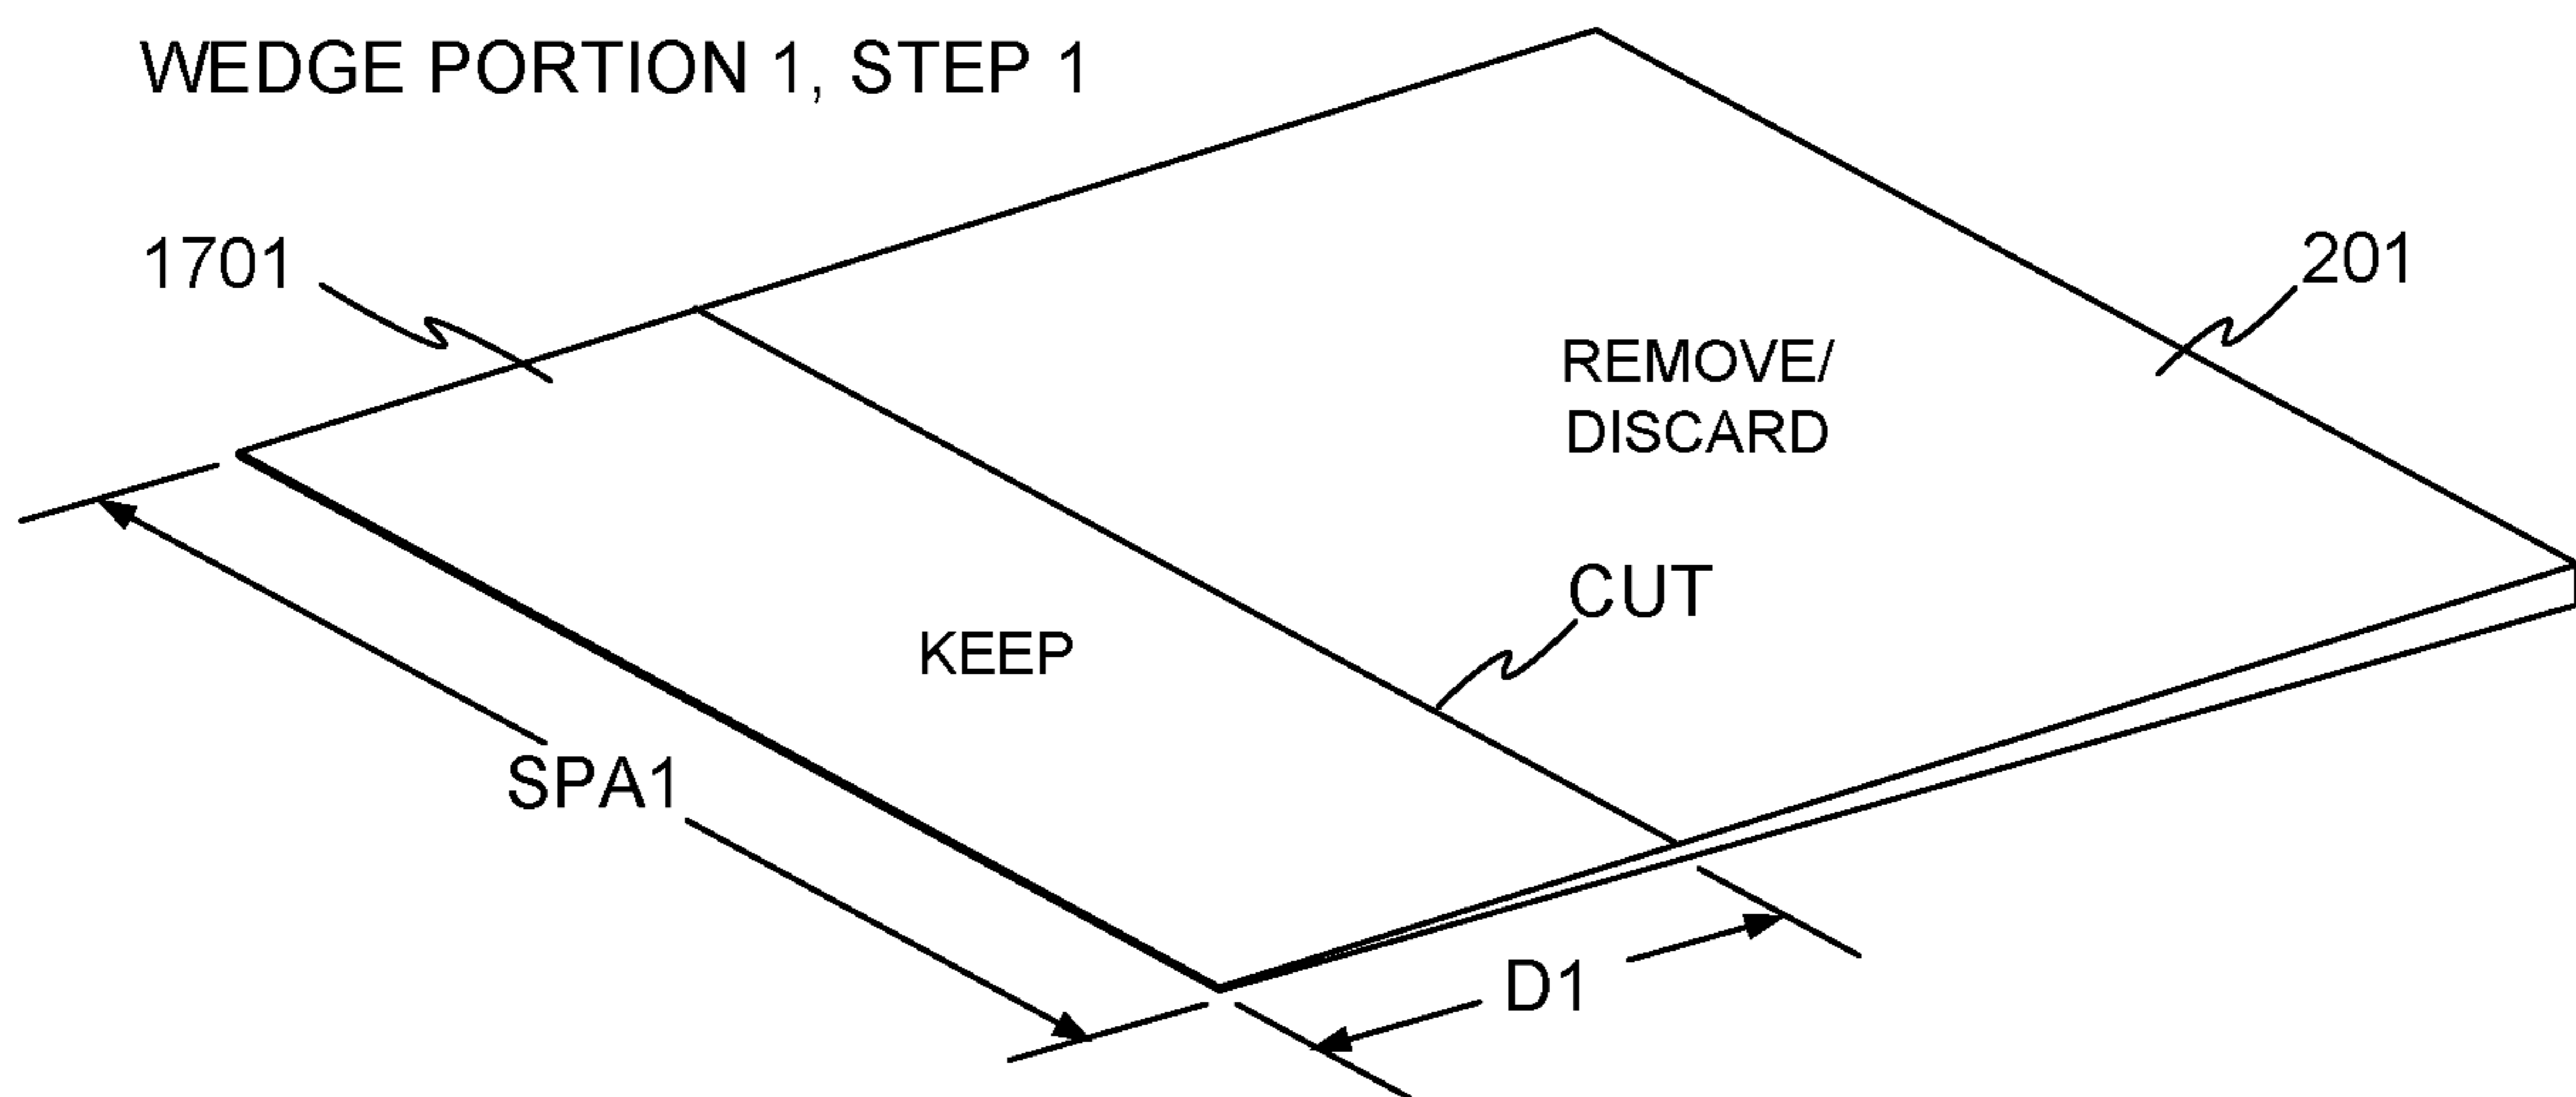 WEDGE PORTION 1, STEP 1
1701
201
REMOVE/
DISCARD
CUT
KEEP
SPA1
D1